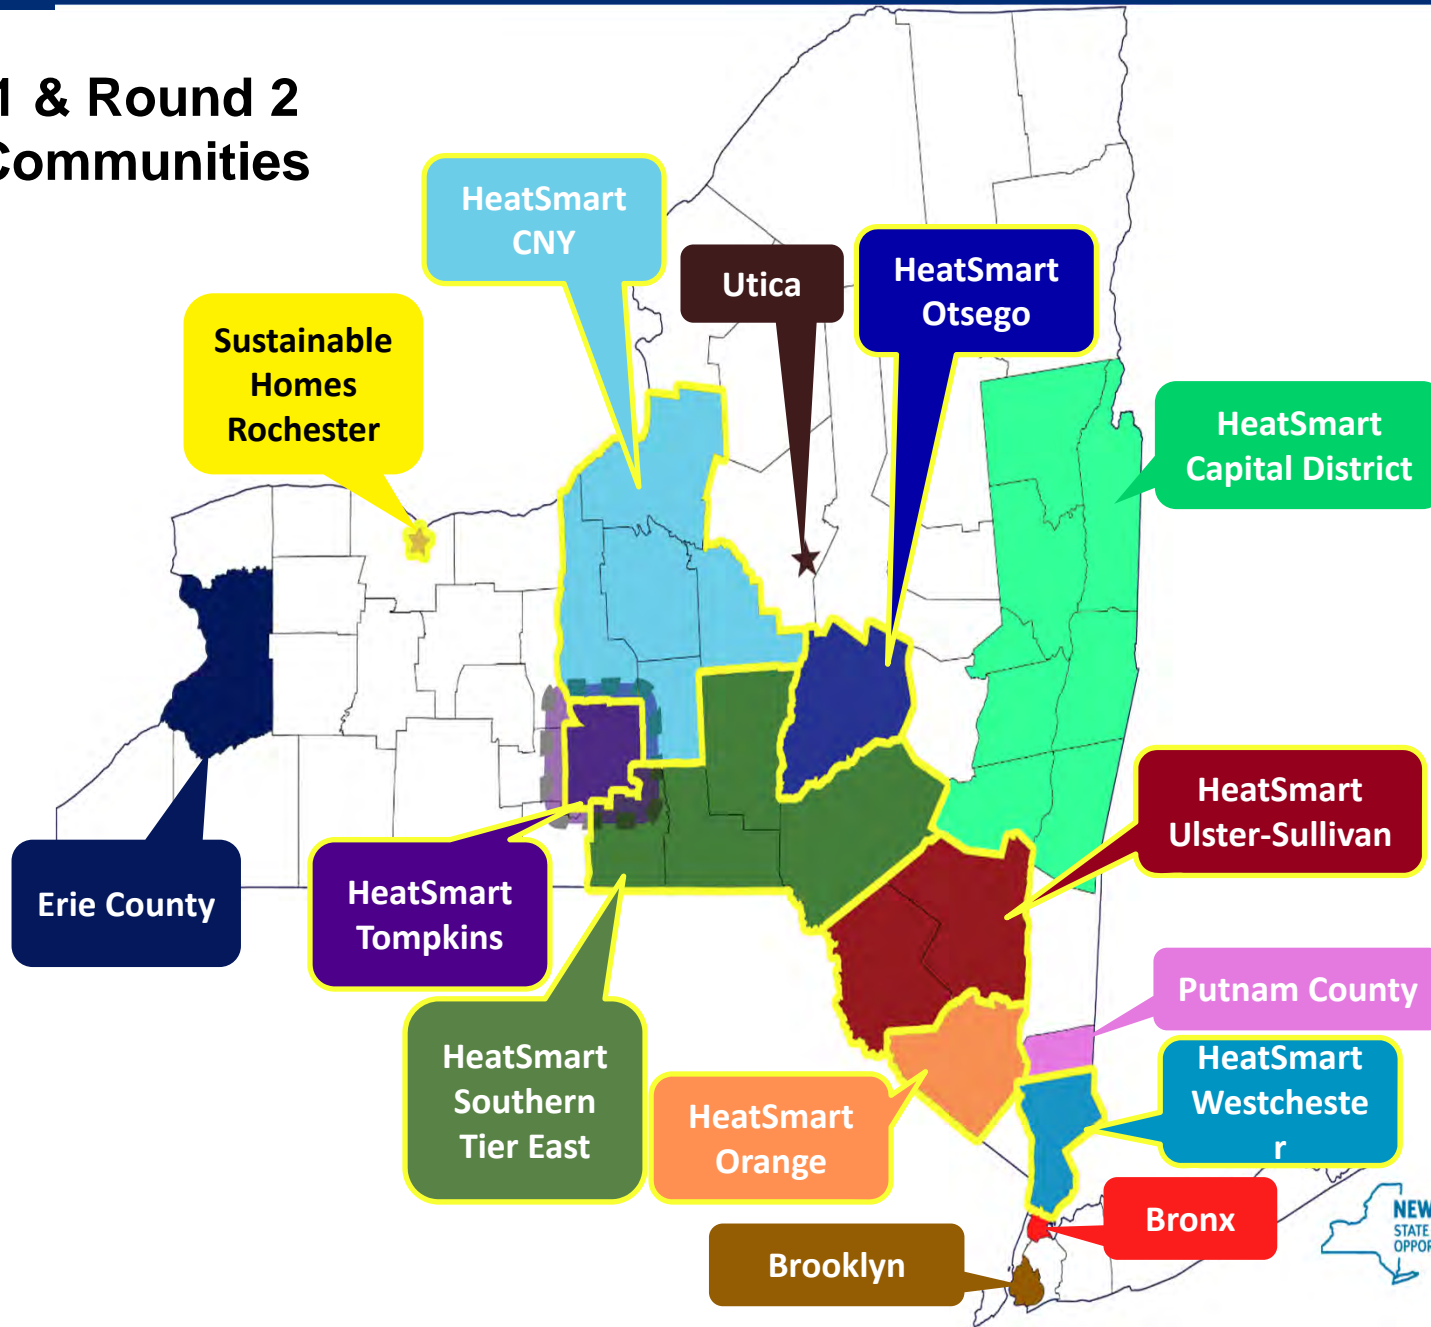 1 & Round 2
Communities
HeatSmart
CNY
Utica
HeatSmart
Otsego
Sustainable
Homes
Rochester
HeatSmart
Capital District
HeatSmart
Ulster-Sullivan
Erie County
HeatSmart
Tompkins
Putnam County
HeatSmart
Southern
Tier East
HeatSmart
Orange
HeatSmart
Westcheste
r
Bronx
Brooklyn
NEW
STATE
OPPOR